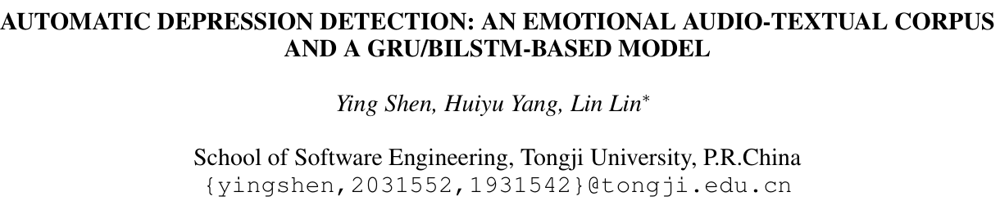 AUTOMATIC DEPRESSION DETECTION: AN EMOTIONAL AUDIO-TEXTUAL CORPUS
AND A GRU/BILSTM-BASED MODEL
Ying Shen, Huiyu Yang, Lin Lin*
School of Software Engineering, Tongji University, P.R.China
{yingshen,2031552,1931542}@tongji.edu.cn